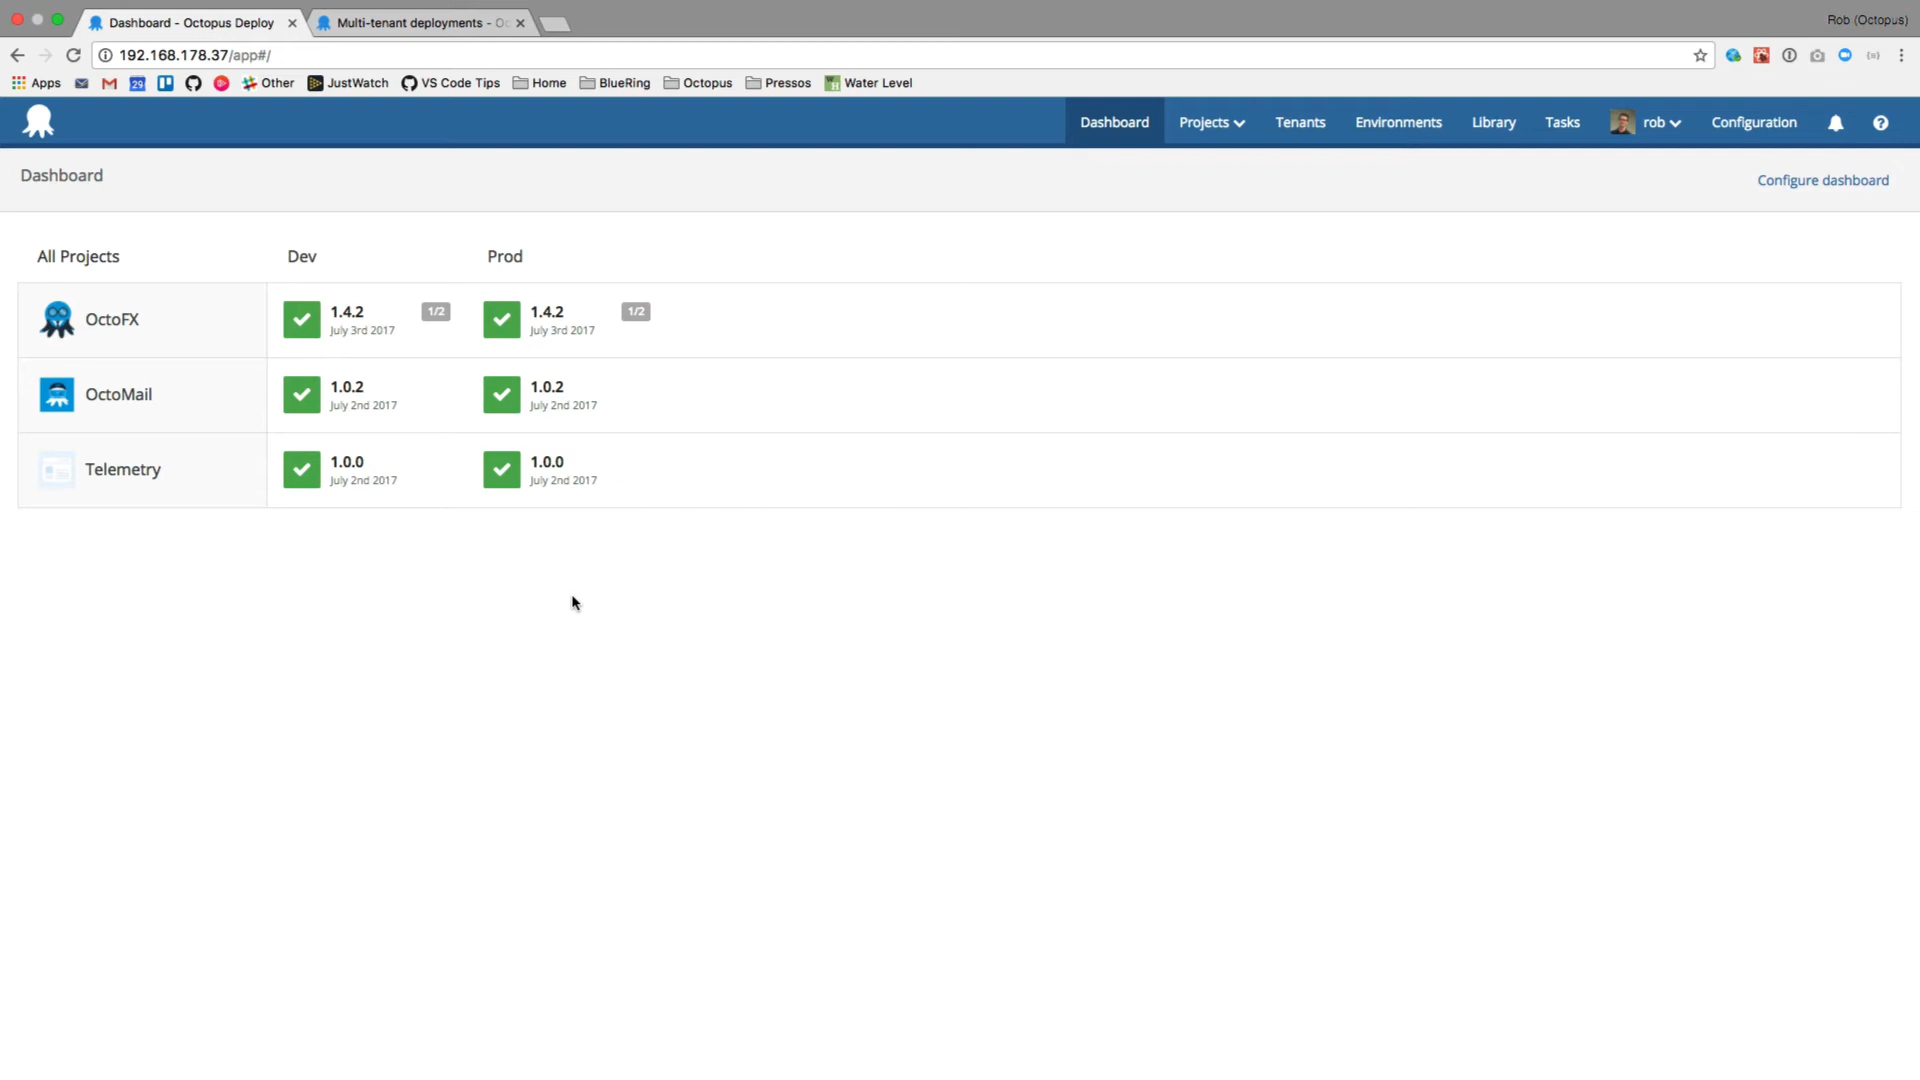 Dashboard - Octopus Deploy
Multi-tenant deployments - Oc
Rob (Octopus)
192.168.178.37/app#/
Apps
29
Other
JustWatch
VS Code Tips
Home
BlueRing
Octopus
Pressos
Water Level
Dashboard
Projects
Tenants
Environments
Library
Tasks
rob
Configuration
Dashboard
Configure dashboard
All Projects
Dev
Prod
OctoFX
1.4.2
July 3rd 2017
1/2
1.4.2
July 3rd 2017
1/2
OctoMail
1.0.2
July 2nd 2017
1.0.2
July 2nd 2017
Telemetry
1.0.0
July 2nd 2017
1.0.0
July 2nd 2017